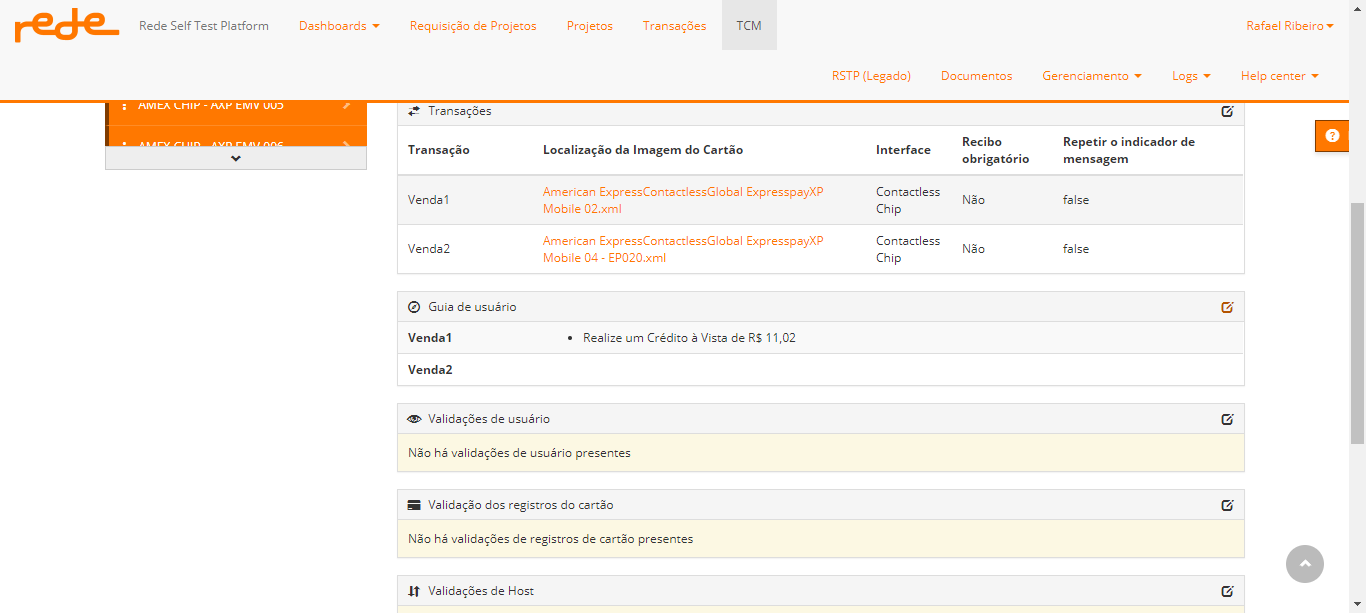 rede
Rede Self Test Platform
Dashboards
Requisição de Projetos
Projetos
Transações
TCM
Rafael Ribeiro
RSTP (Legado)
Documentos
Gerenciamento
Logs
Help center
AMEX CHIP - AXP EMV 005
AMEX CHIP - AXP EMV 006
Transações
Transação
Localização da Imagem do Cartão
Interface
Recibo
obrigatório
Repetir o indicador de
mensagem
Venda1
American ExpressContactlessGlobal ExpresspayXP
Mobile 02.xml
Contactless
Chip
Não
false
Venda2
American ExpressContactlessGlobal ExpresspayXP
Mobile 04 - EP020.xml
Contactless
Chip
Não
false
Guia de usuário
Venda1
• Realize um Crédito à Vista de R$ 11,02
Venda2
Validações de usuário
Não há validações de usuário presentes
Validação dos registros do cartão
Não há validações de registros de cartão presentes
Validações de Host